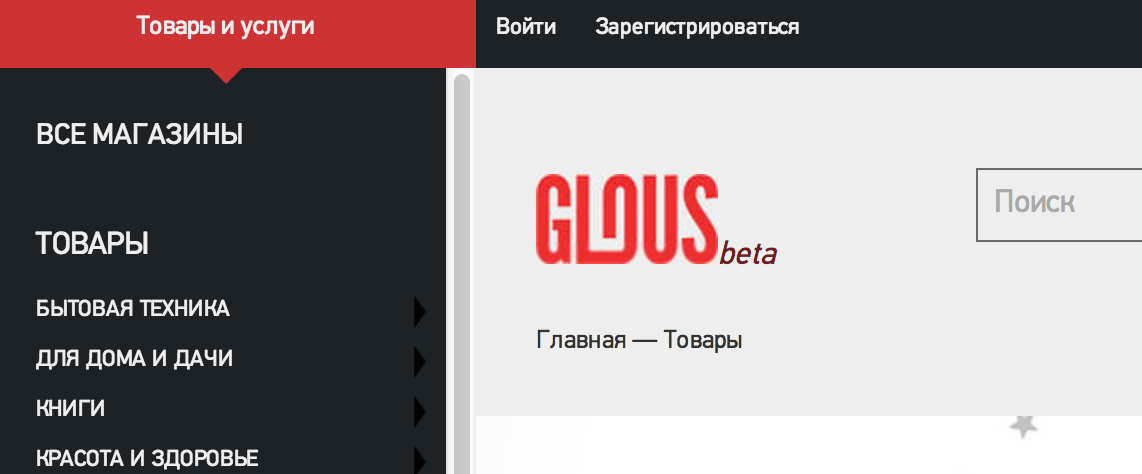 Товары и услуги
Войти
Зарегистрироваться
ВСЕ МАГАЗИНЫ
ТОВАРЫ
БЫТОВАЯ ТЕХНИКА
ДЛЯ ДОМА И ДАЧИ
КНИГИ
КРАСОТА И ЗДОРОВЬЕ
GLOUS beta
Поиск
Главная — Товары